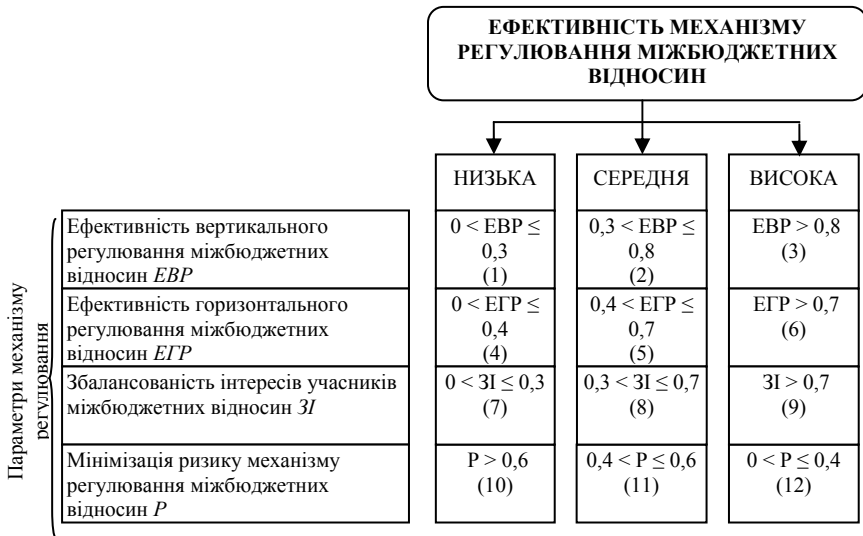 ЕФЕКТИВНІСТЬ МЕХАНІЗМУ
РЕГУЛЮВАННЯ МІЖБЮДЖЕТНИХ
ВІДНОСИН
НИЗЬКА
СЕРЕДНЯ
ВИСОКА
Параметри механізму
регулювання
Ефективність вертикального
регулювання міжбюджетних
відносин ЕВР
0 < ЕВР ≤
0,3
(1)
0,3 < ЕВР ≤
0,8
(2)
ЕВР > 0,8
(3)
Ефективність горизонтального
регулювання міжбюджетних
відносин ЕГР
0 < ЕГР ≤
0,4
(4)
0,4 < ЕГР ≤
0,7
(5)
ЕГР > 0,7
(6)
Збалансованість інтересів учасників
міжбюджетних відносин ЗІ
0 < ЗІ ≤ 0,3
(7)
0,3 < ЗІ ≤ 0,7
(8)
ЗІ > 0,7
(9)
Мінімізація ризику механізму
регулювання міжбюджетних
відносин Р
Р > 0,6
(10)
0,4 < Р ≤ 0,6
(11)
0 < Р ≤ 0,4
(12)